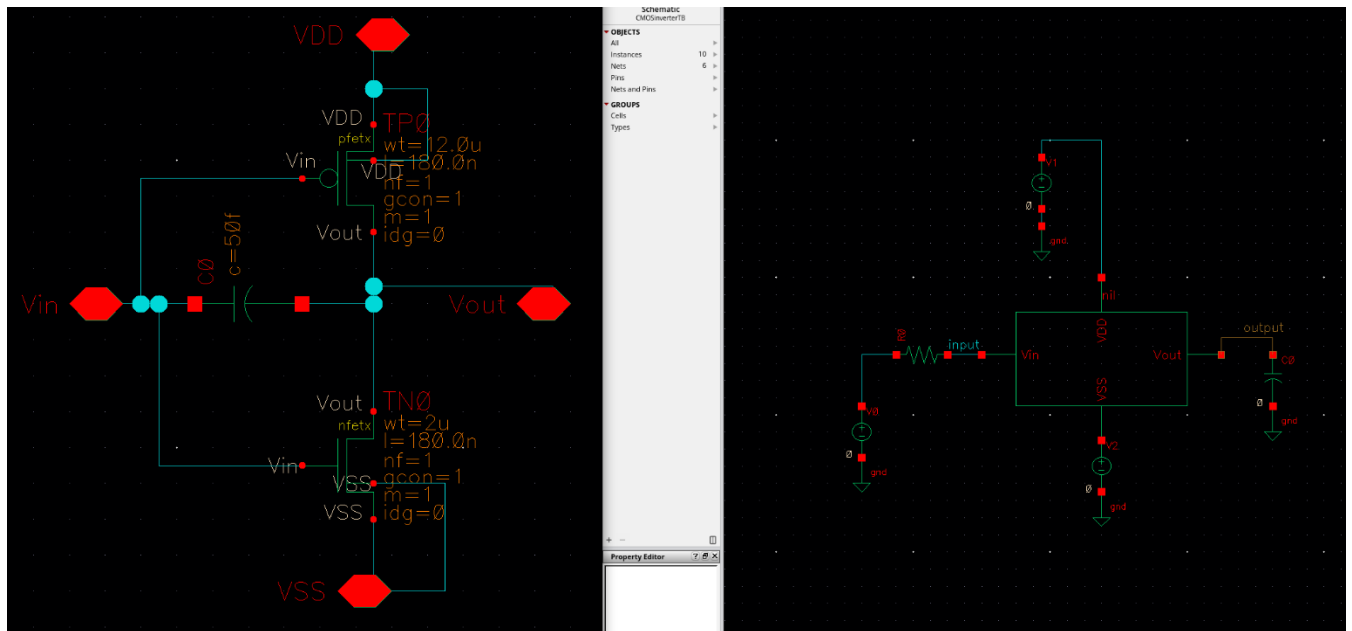 VDD
VDD
TP0
pfetx
wt=12.0u
Vin
l=180.0n
VDD
nf=1
gcon=1
m=1
Vout
idg=0
C0
c=50f
Vin
Vout
Vout
TN0
nfetx
wt=2u
l=180.0n
nf=1
Vin
gcon=1
VSS
m=1
VSS
idg=0
VSS
Schematic
CMOSinverterTB
OBJECTS
All
Instances 10
Nets 6
Pins
Nets and Pins
GROUPS
Cells
Types
+ −
Property Editor ?
V1
0
gnd
nil
VDD
R0
input
Vin
Vout
output
C0
0
gnd
VSS
V0
0
gnd
V2
0
gnd